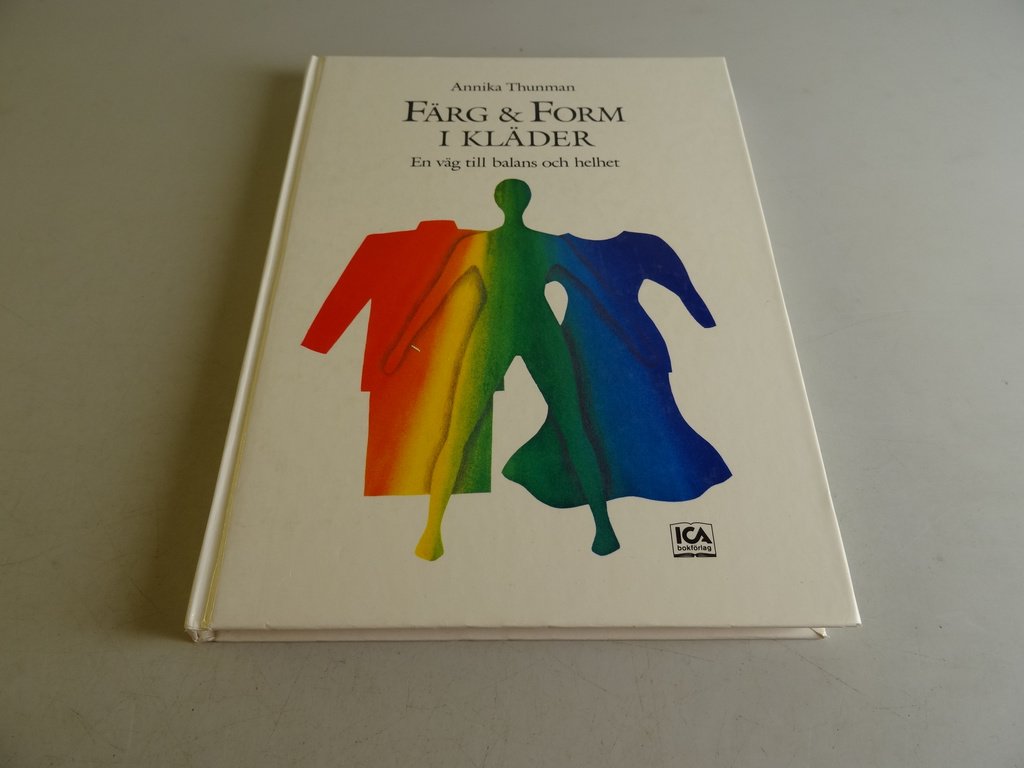 Annika Thunman
FÄRG & FORM
I KLÄDER
En väg till balans och helhet
ICA
bokförlag